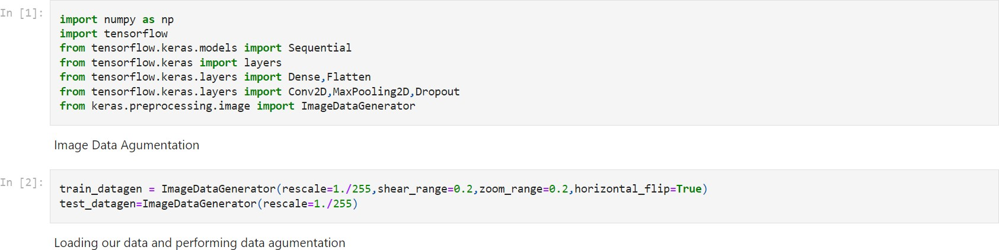 In [1]:
import numpy as np
import tensorflow
from tensorflow.keras.models import Sequential
from tensorflow.keras import layers
from tensorflow.keras.layers import Dense,Flatten
from tensorflow.keras.layers import Conv2D,MaxPooling2D,Dropout
from keras.preprocessing.image import ImageDataGenerator
Image Data Agumentation
In [2]:
train_datagen = ImageDataGenerator(rescale=1./255,shear_range=0.2,zoom_range=0.2,horizontal_flip=True)
test_datagen=ImageDataGenerator(rescale=1./255)
Loading our data and performing data agumentation